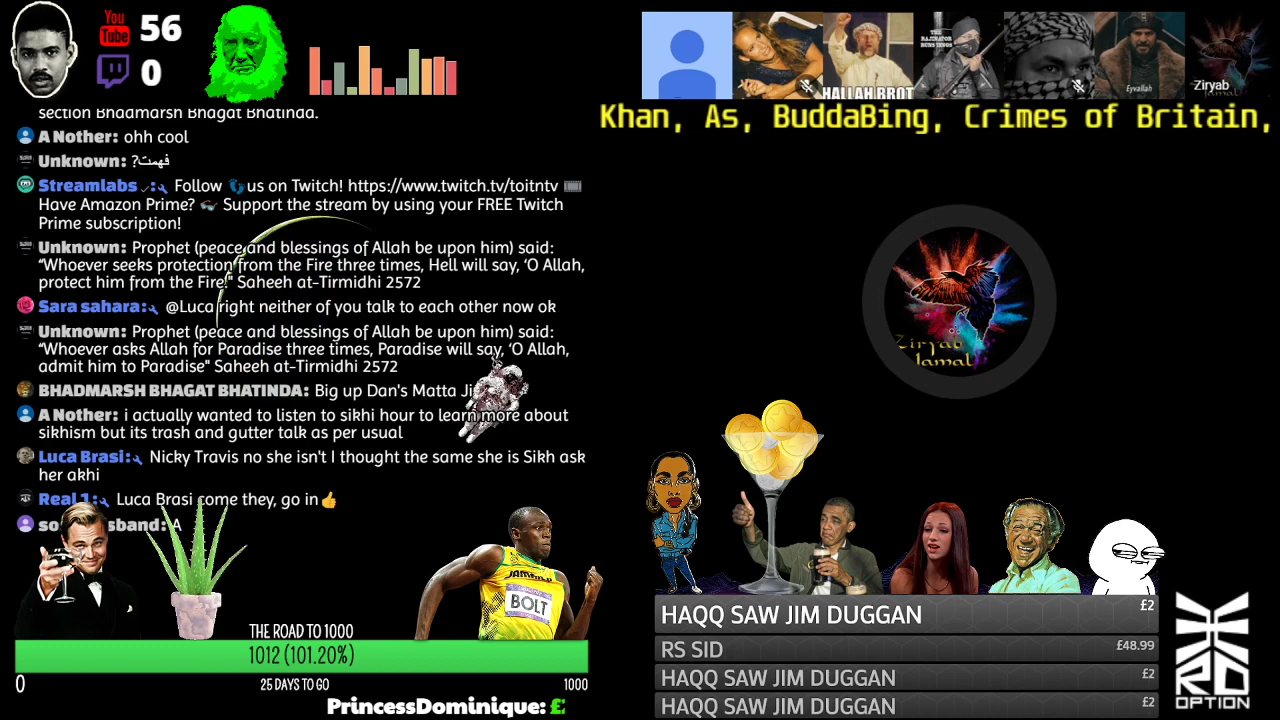 You
Tube
56
0
section Bhadmarsh Bhagat Bhatinda.
A Nother: ohh cool
Unknown: فهمت?
Streamlabs: Follow us on Twitch! https://www.twitch.tv/toitntv
Have Amazon Prime? Support the stream by using your FREE Twitch
Prime subscription!
Unknown: Prophet (peace and blessings of Allah be upon him) said:
“Whoever seeks protection from the Fire three times, Hell will say, ‘O Allah,
protect him from the Fire!" Saheeh at-Tirmidhi 2572
Sara sahara: @Luca right neither of you talk to each other now ok
Unknown: Prophet (peace and blessings of Allah be upon him) said:
“Whoever asks Allah for Paradise three times, Paradise will say, ‘O Allah,
admit him to Paradise" Saheeh at-Tirmidhi 2572
BHADMARSH BHAGAT BHATINDA: Big up Dan's Matta Ji
A Nother: i actually wanted to listen to sikhi hour to learn more about
sikhism but its trash and gutter talk as per usual
Luca Brasi: Nicky Travis no she isn't I thought the same she is Sikh ask
her akhi
Real 1: Luca Brasi come they, go in
sband: A
JAMAICA
BOLT
THE ROAD TO 1000
1012 (101.20%)
0
25 DAYS TO GO
1000
PrincessDominique: £
HALLAH BROT
THE
RAJINATOR
Eyvallah
Ziryab
Jamal
Khan, As, BuddaBing, Crimes of Britain,
Ziryab
Jamal
HAQQ SAW JIM DUGGAN
£2
RS SID
£48.99
HAQQ SAW JIM DUGGAN
£2
HAQQ SAW JIM DUGGAN
£2
OPTION